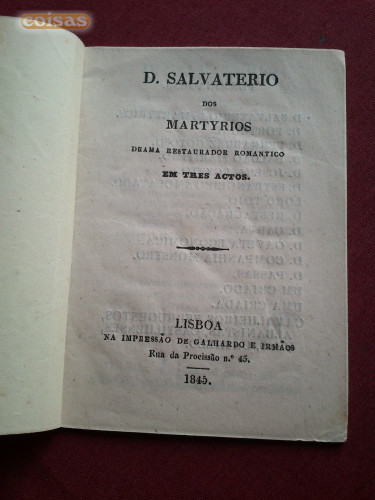 coisas
D. SALVATERIO
DOS
MARTYRIOS
DRAMA RESTAURADOR ROMANTICO
EM TRES ACTOS.
LISBOA
NA IMPRESSÃO DE GALHARDO E IRMÃOS
Rua da Procissão n.º 45.
1845.